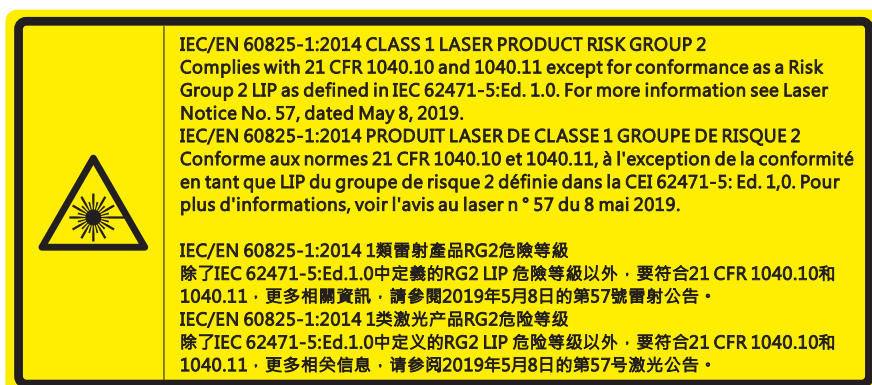 IEC/EN 60825-1:2014 CLASS 1 LASER PRODUCT RISK GROUP 2
Complies with 21 CFR 1040.10 and 1040.11 except for conformance as a Risk
Group 2 LIP as defined in IEC 62471-5:Ed. 1.0. For more information see Laser
Notice No. 57, dated May 8, 2019.
IEC/EN 60825-1:2014 PRODUIT LASER DE CLASSE 1 GROUPE DE RISQUE 2
Conforme aux normes 21 CFR 1040.10 et 1040.11, à l'exception de la conformité
en tant que LIP du groupe de risque 2 définie dans la CEI 62471-5: Ed. 1,0. Pour
plus d'informations, voir l'avis au laser n ° 57 du 8 mai 2019.
IEC/EN 60825-1:2014 1類雷射產品RG2危險等級
除了IEC 62471-5:Ed.1.0中定義的RG2 LIP 危險等級以外，要符合21 CFR 1040.10和
1040.11，更多相關資訊，請參閱2019年5月8日的第57號雷射公告。
IEC/EN 60825-1:2014 1类激光产品RG2危险等级
除了IEC 62471-5:Ed.1.0中定义的RG2 LIP 危险等级以外，要符合21 CFR 1040.10和
1040.11，更多相关信息，请参阅2019年5月8日的第57号激光公告。